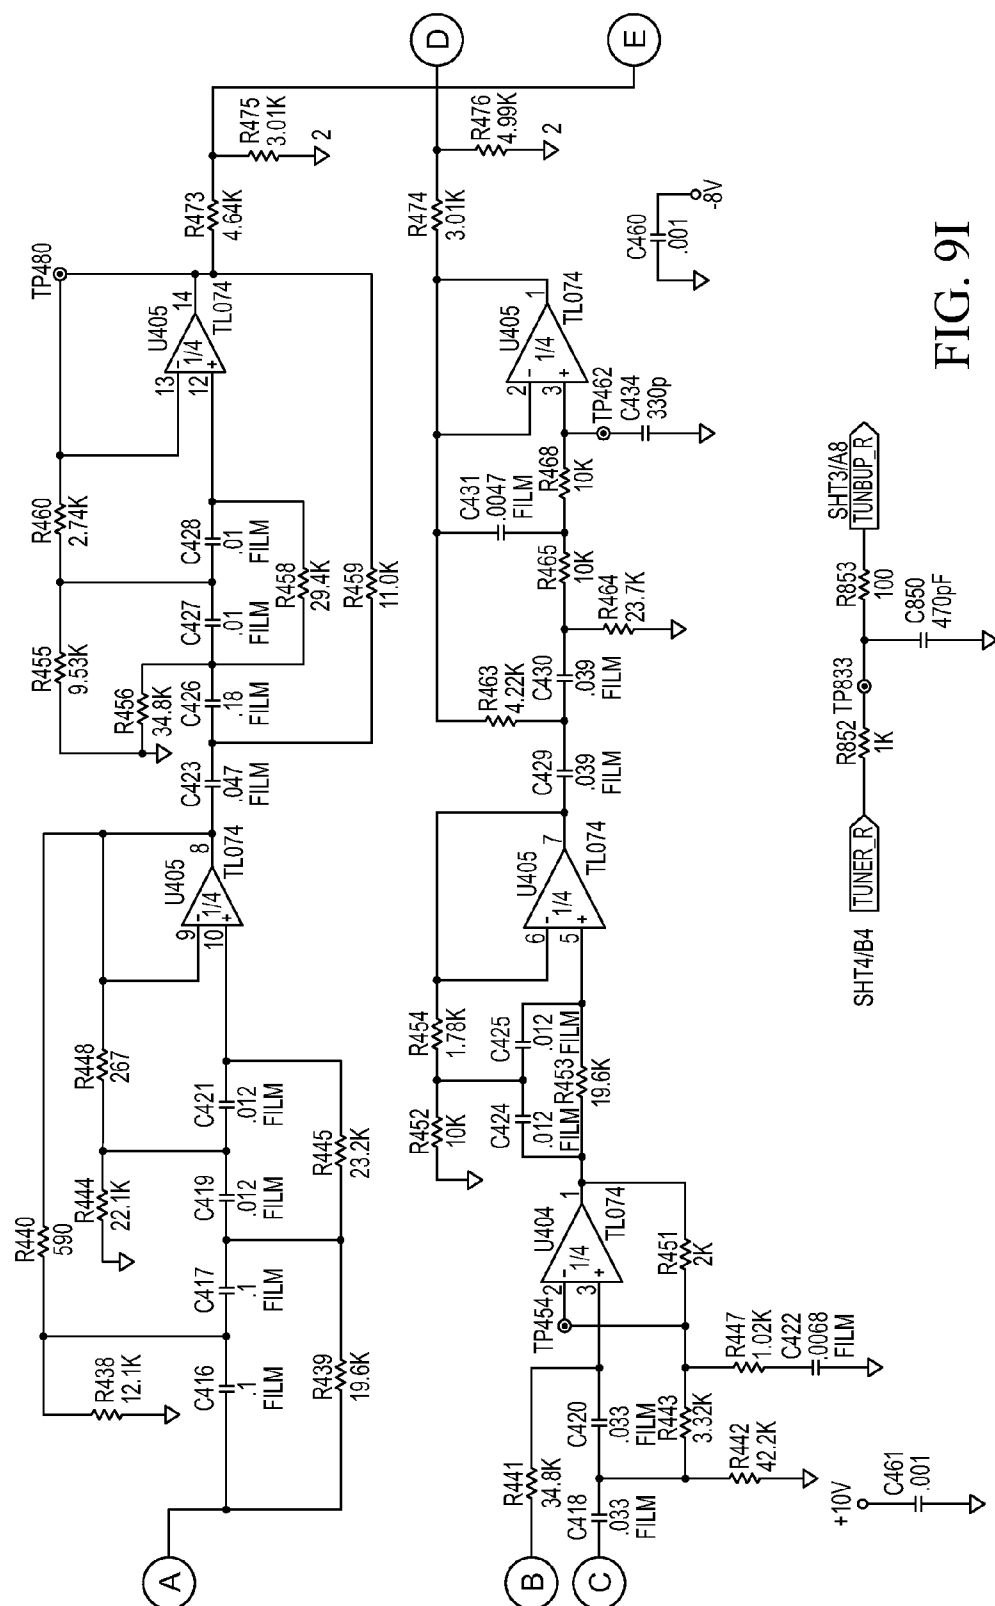 A
R438
12.1K
R440
590
R444
22.1K
R448
267
C416
.1
FILM
C417
.1
FILM
C419
.012
FILM
C421
.012
FILM
R439
19.6K
R445
23.2K
9
10
-
+
1/4
U405
8
TL074
C423
.047
FILM
R455
9.53K
R456
34.8K
C426
.18
FILM
C427
.01
FILM
C428
.01
FILM
R458
29.4K
R459
11.0K
R460
2.74K
13
12
-
+
1/4
U405
14
TL074
TP480
R473
4.64K
R475
3.01K
2
E
B
C
R441
34.8K
C418
.033
FILM
C420
.033
FILM
R443
3.32K
R442
42.2K
R447
1.02K
C422
.0068
FILM
TP454
2
3
-
+
1/4
U404
1
TL074
R451
2K
R452
10K
R454
1.78K
C424
.012
FILM
C425
.012
FILM
R453
19.6K
6
5
-
+
1/4
U405
7
TL074
C429
.039
FILM
R463
4.22K
C430
.039
FILM
R464
23.7K
R465
10K
C431
.0047
FILM
R468
10K
TP462
C434
330p
2
3
-
+
1/4
U405
1
TL074
R474
3.01K
R476
4.99K
2
D
C460
.001
-8V
+10V
C461
.001
SHT4/B4
TUNER_R
R852
1K
TP833
C850
470pF
R853
100
SHT3/A8
TUNBUP_R
FIG. 9I